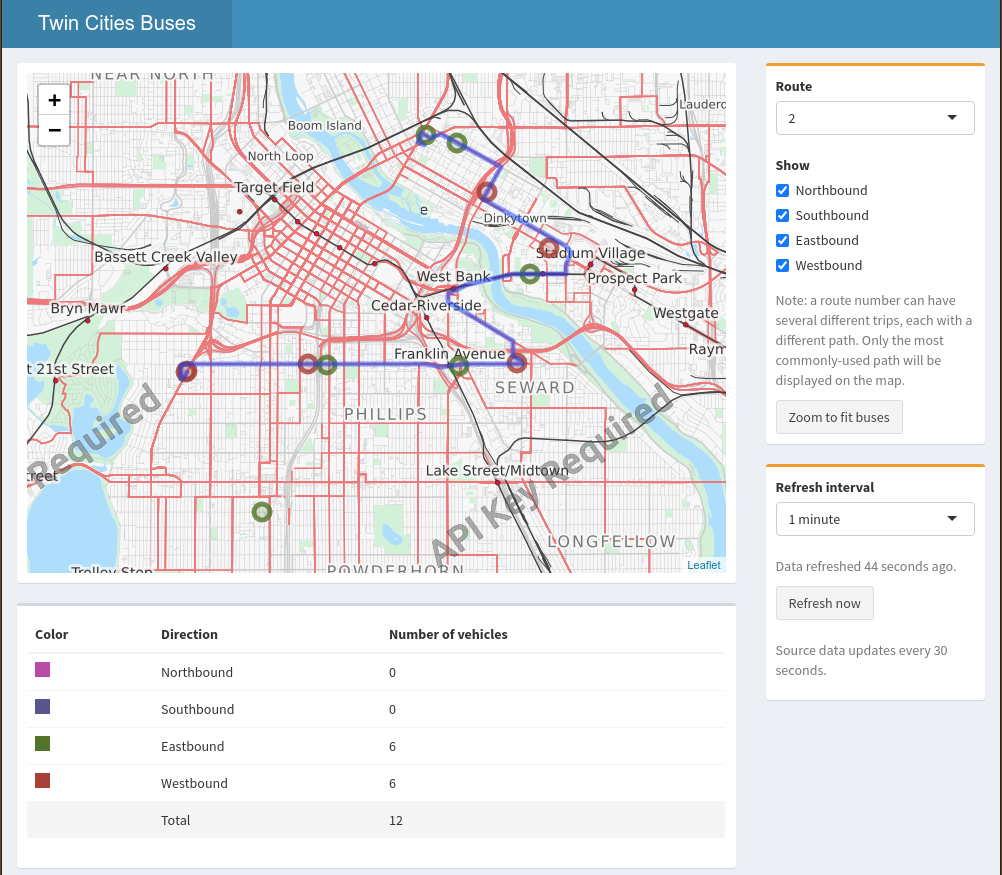 Twin Cities Buses
NEAR NORTH
+
−
Boom Island
Lauderd
North Loop
Target Field
e
Dinkytown
Bassett Creek Valley
Stadium Village
West Bank
Prospect Park
Bryn Mawr
Cedar-Riverside
Westgate
Franklin Avenue
Raym
t 21st Street
SEWARD
PHILLIPS
Required
API Key Required
Lake Street/Midtown
reet
LONGFELLOW
Trolley Stop
POWDERHORN
Leaflet
Route
2
Show
Northbound
Southbound
Eastbound
Westbound
Note: a route number can have
several different trips, each with a
different path. Only the most
commonly-used path will be
displayed on the map.
Zoom to fit buses
Refresh interval
1 minute
Data refreshed 44 seconds ago.
Refresh now
Source data updates every 30
seconds.
Color Direction Number of vehicles
Northbound 0
Southbound 0
Eastbound 6
Westbound 6
Total 12